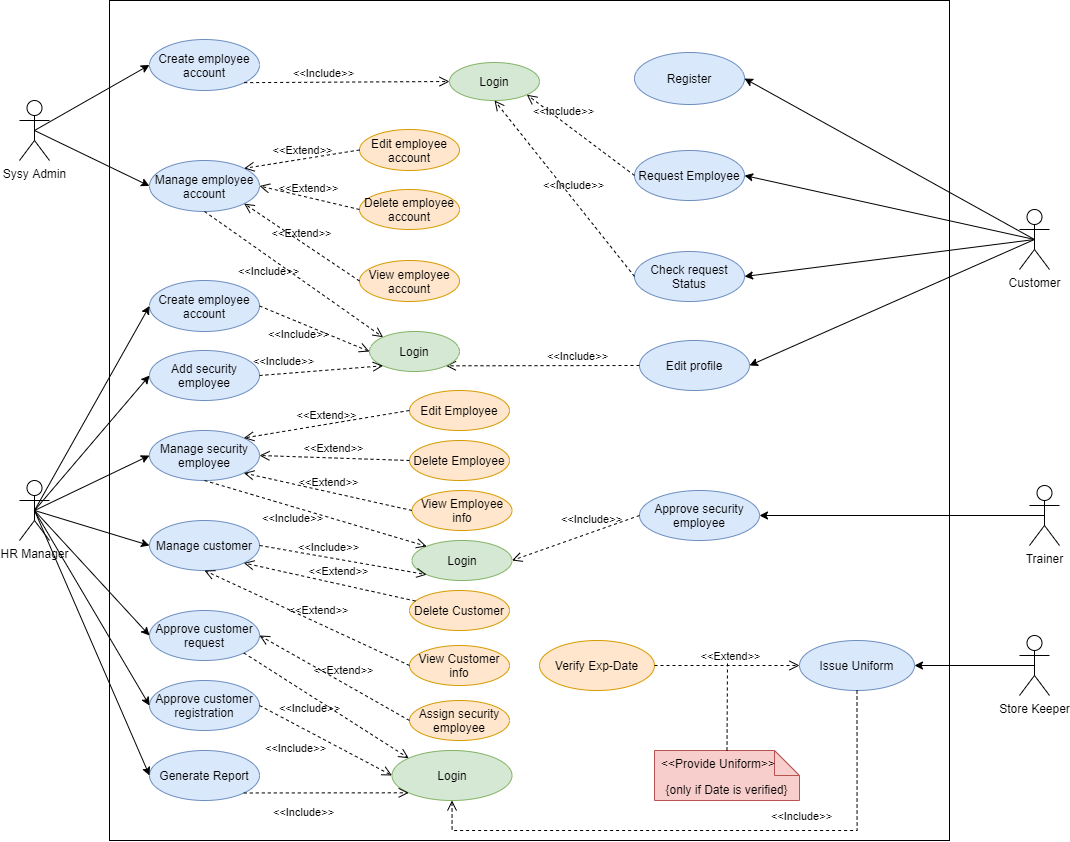 Create employee
account
<<Include>>
Login
Register
<<Include>>
Sysy Admin
Edit employee
account
<<Extend>>
Manage employee
account
<<Extend>>
Delete employee
account
<<Include>>
Request Employee
<<Extend>>
View employee
account
<<Include>>
Check request
Status
Customer
Create employee
account
<<Include>>
Login
<<Include>>
Edit profile
Add security
employee
<<Include>>
Edit Employee
<<Extend>>
Manage security
employee
<<Extend>>
Delete Employee
<<Extend>>
View Employee
info
<<Include>>
Approve security
employee
<<Include>>
Trainer
HR Manager
Manage customer
<<Include>>
Login
<<Extend>>
Delete Customer
<<Extend>>
Approve customer
request
View Customer
info
<<Extend>>
Verify Exp-Date
<<Extend>>
Issue Uniform
Store Keeper
Approve customer
registration
<<Include>>
Assign security
employee
<<Include>>
Generate Report
Login
<<Include>>
<<Provide Uniform>>
{only if Date is verified}
<<Include>>